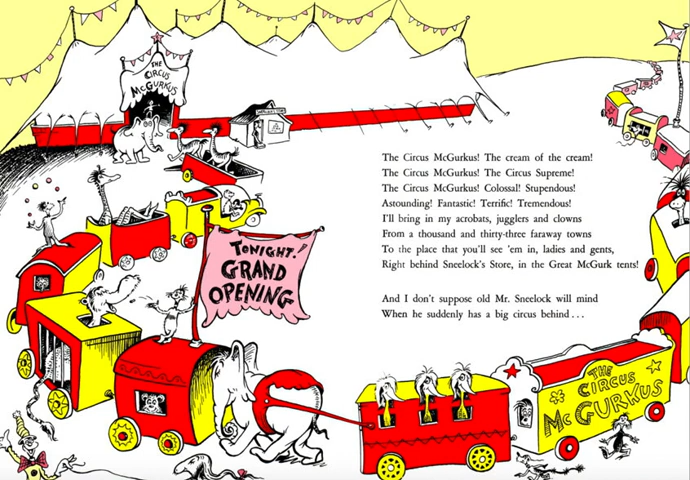 THE
CIRCUS
McGURKUS
TONIGHT!
GRAND
OPENING
The Circus McGurkus! The cream of the cream!
The Circus McGurkus! The Circus Supreme!
The Circus McGurkus! Colossal! Stupendous!
Astounding! Fantastic! Terrific! Tremendous!
I'll bring in my acrobats, jugglers and clowns
From a thousand and thirty-three faraway towns
To the place that you'll see 'em in, ladies and gents,
Right behind Sneelock's Store, in the Great McGurk tents!
And I don't suppose old Mr. Sneelock will mind
When he suddenly has a big circus behind . . .
THE
CIRCUS
McGURKUS